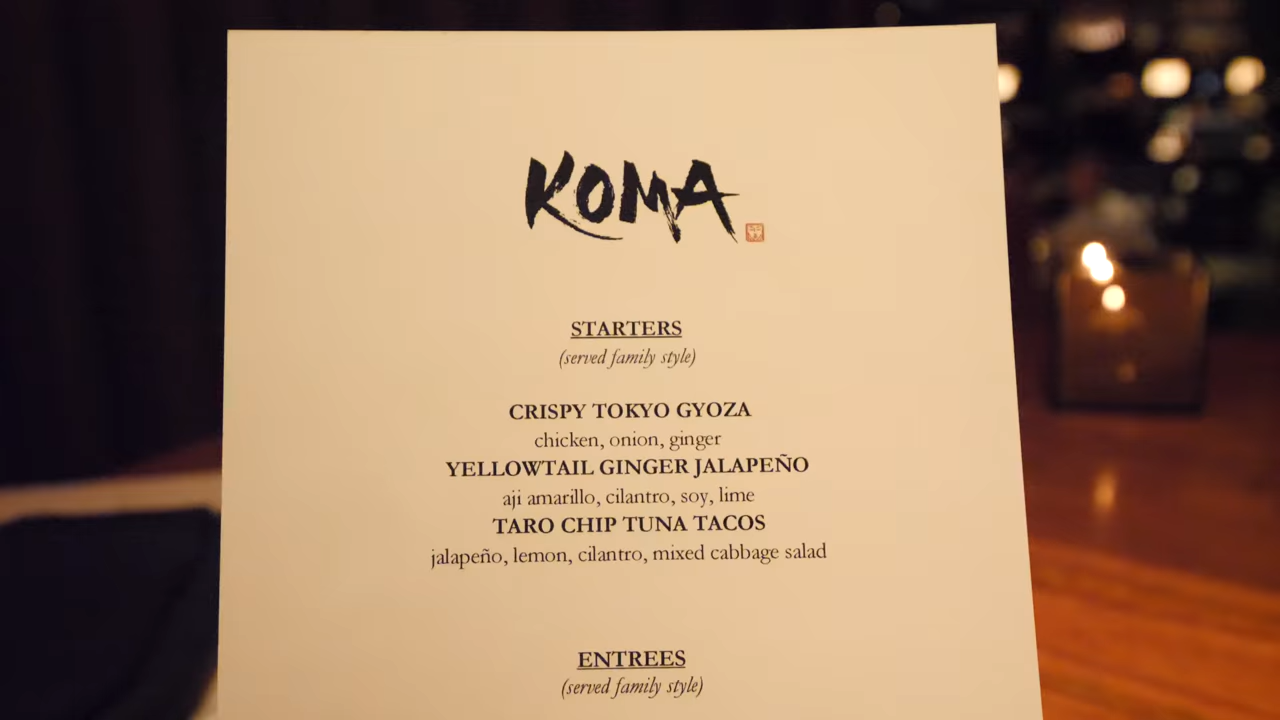 KOMA
STARTERS
(served family style)
CRISPY TOKYO GYOZA
chicken, onion, ginger
YELLOWTAIL GINGER JALAPEÑO
aji amarillo, cilantro, soy, lime
TARO CHIP TUNA TACOS
jalapeño, lemon, cilantro, mixed cabbage salad
ENTREES
(served family style)